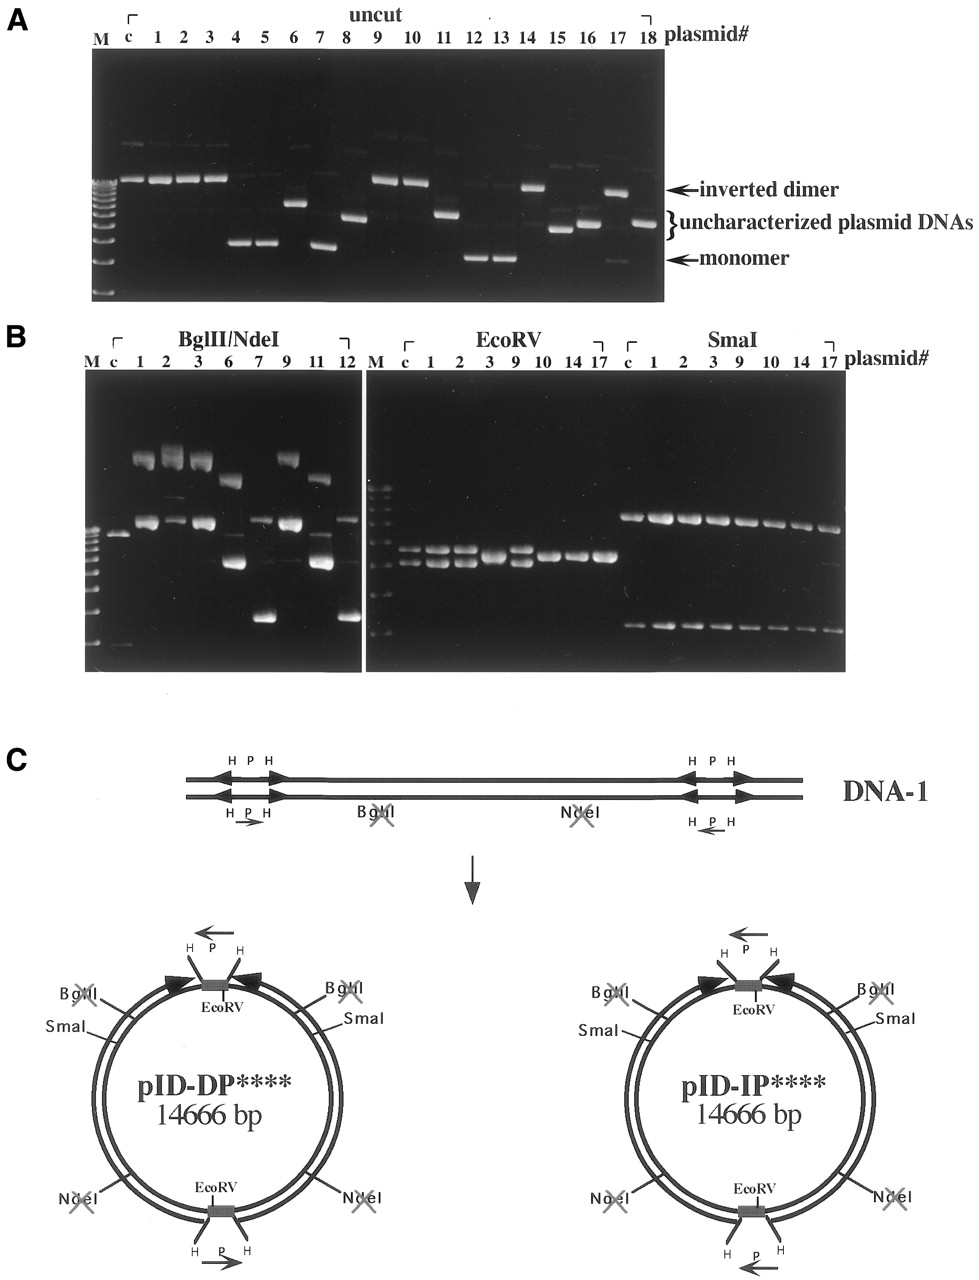 A
uncut
M c 1 2 3 4 5 6 7 8 9 10 11 12 13 14 15 16 17 18 plasmid#
inverted dimer
uncharacterized plasmid DNAs
monomer
B
BglII/NdeI EcoRV SmaI
M c 1 2 3 6 7 9 11 12 M c 1 2 3 9 10 14 17 c 1 2 3 9 10 14 17 plasmid#
C
H P H H P H
DNA-1
H P H BglII NdeI H P H
H P H H P H
BglII EcoRV BglII BglII EcoRV BglII
SmaI SmaI SmaI SmaI
pID-DP**** pID-IP****
14666 bp 14666 bp
NdeI EcoRV NdeI NdeI EcoRV NdeI
H P H H P H